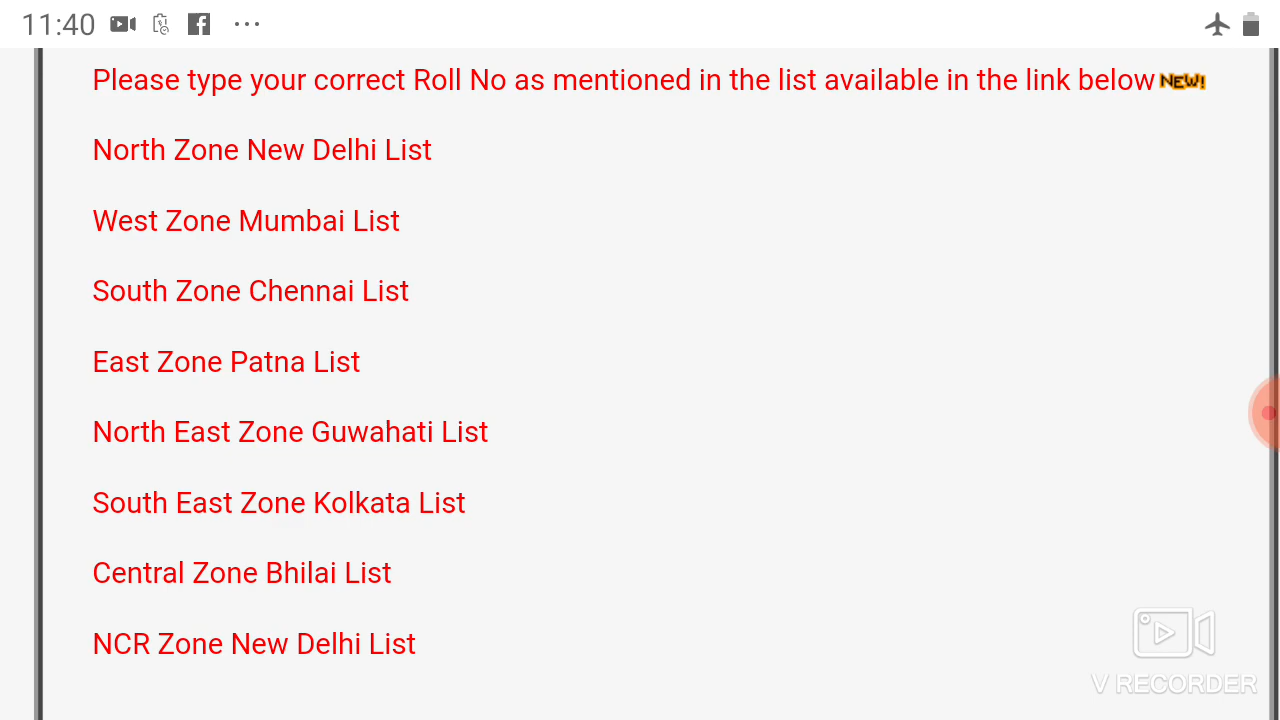 11:40
Please type your correct Roll No as mentioned in the list available in the link below NEW!
North Zone New Delhi List
West Zone Mumbai List
South Zone Chennai List
East Zone Patna List
North East Zone Guwahati List
South East Zone Kolkata List
Central Zone Bhilai List
NCR Zone New Delhi List
V RECORDER